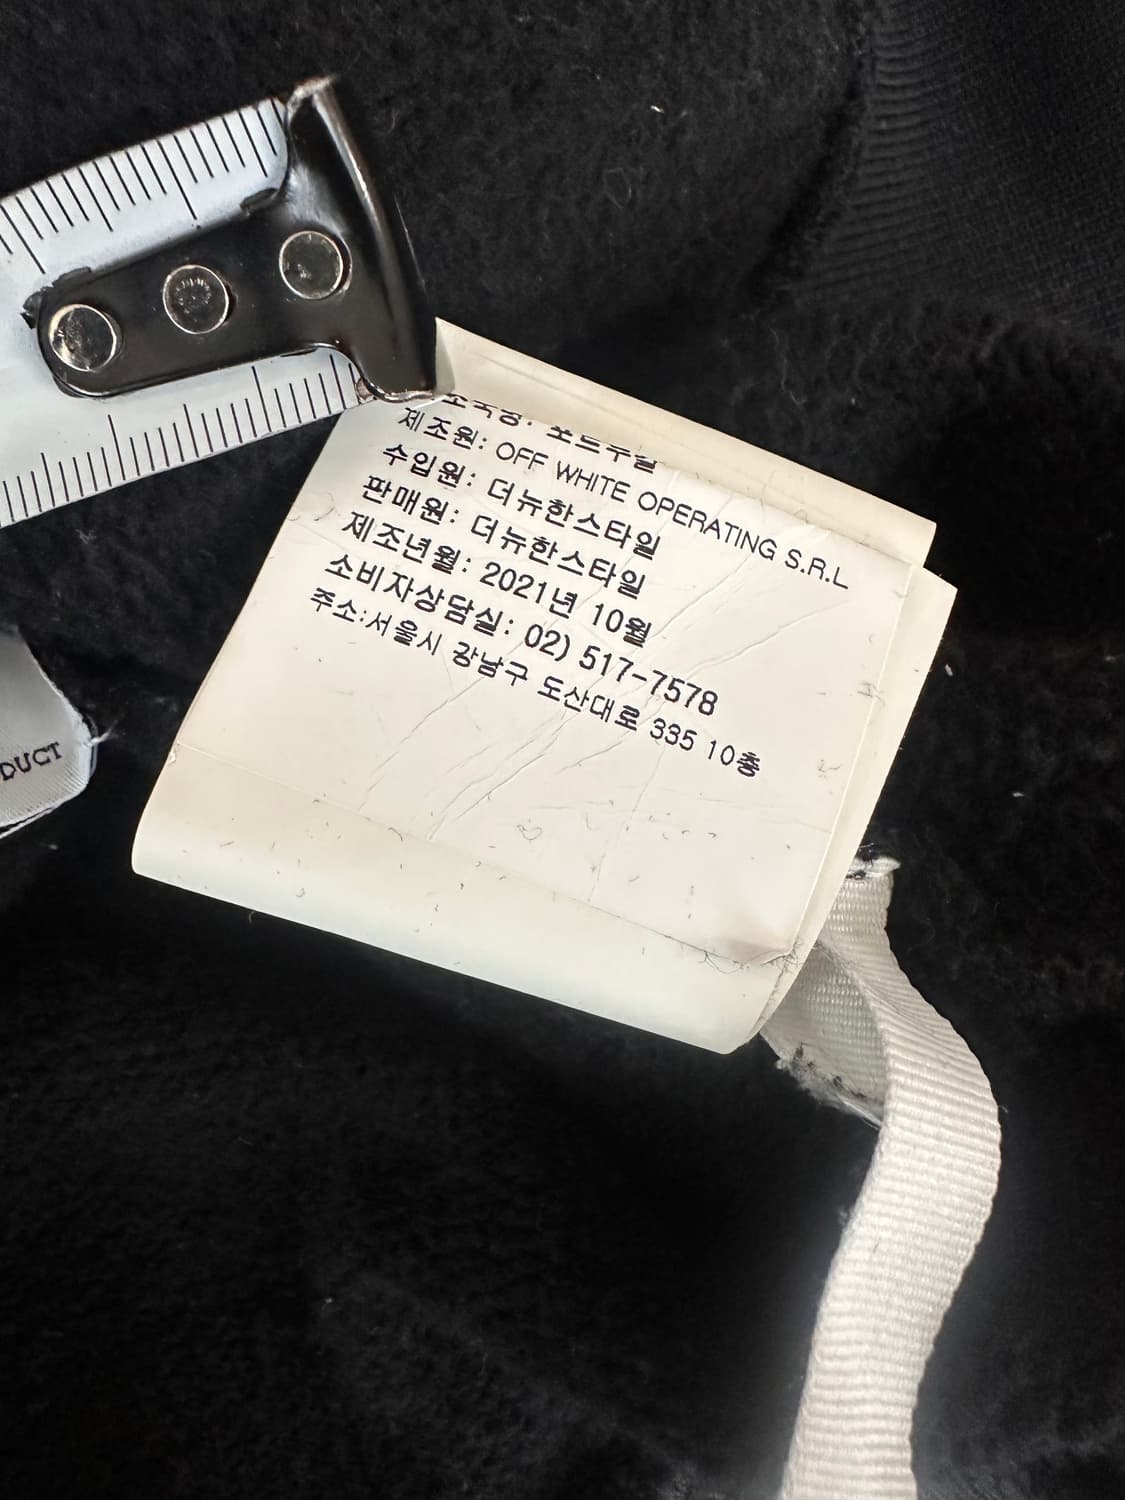 제조원: OFF WHITE OPERATING S.R.L
수입원: 더뉴한스타일
판매원: 더뉴한스타일
제조년월: 2021년 10월
소비자상담실: 02) 517-7578
주소:서울시 강남구 도산대로 335 10층
DUCT